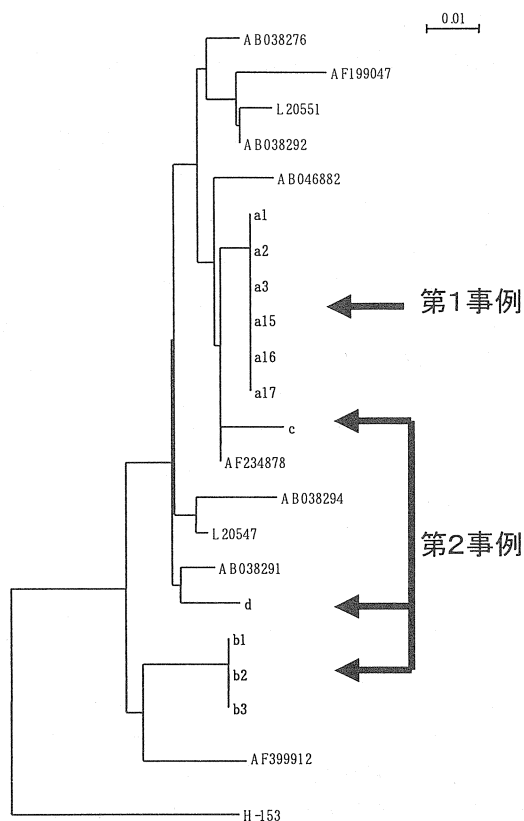 0.01
AB038276
AF199047
L20551
AB038292
AB046882
a1
a2
a3
第1事例
a15
a16
a17
c
AF234878
AB038294
L20547
第2事例
AB038291
d
b1
b2
b3
AF399912
H-153